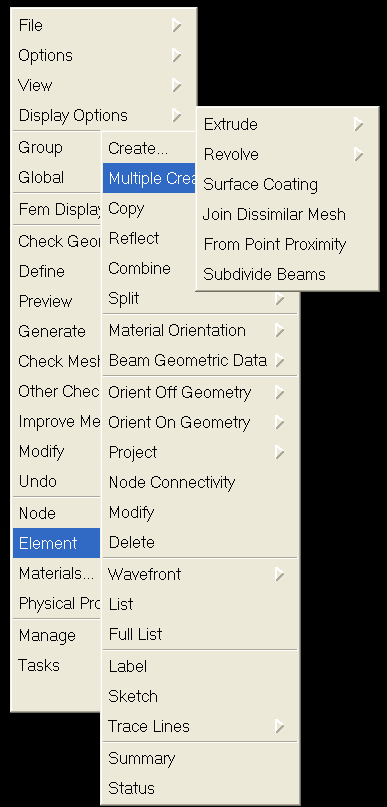 File
Options
View
Display Options
Group
Global
Fem Display
Check Geor
Define
Preview
Generate
Check Mesh
Other Chec
Improve Me
Modify
Undo
Node
Element
Materials...
Physical Pro
Manage
Tasks
Create...
Multiple Crea
Copy
Reflect
Combine
Split
Material Orientation
Beam Geometric Data
Orient Off Geometry
Orient On Geometry
Project
Node Connectivity
Modify
Delete
Wavefront
List
Full List
Label
Sketch
Trace Lines
Summary
Status
Extrude
Revolve
Surface Coating
Join Dissimilar Mesh
From Point Proximity
Subdivide Beams